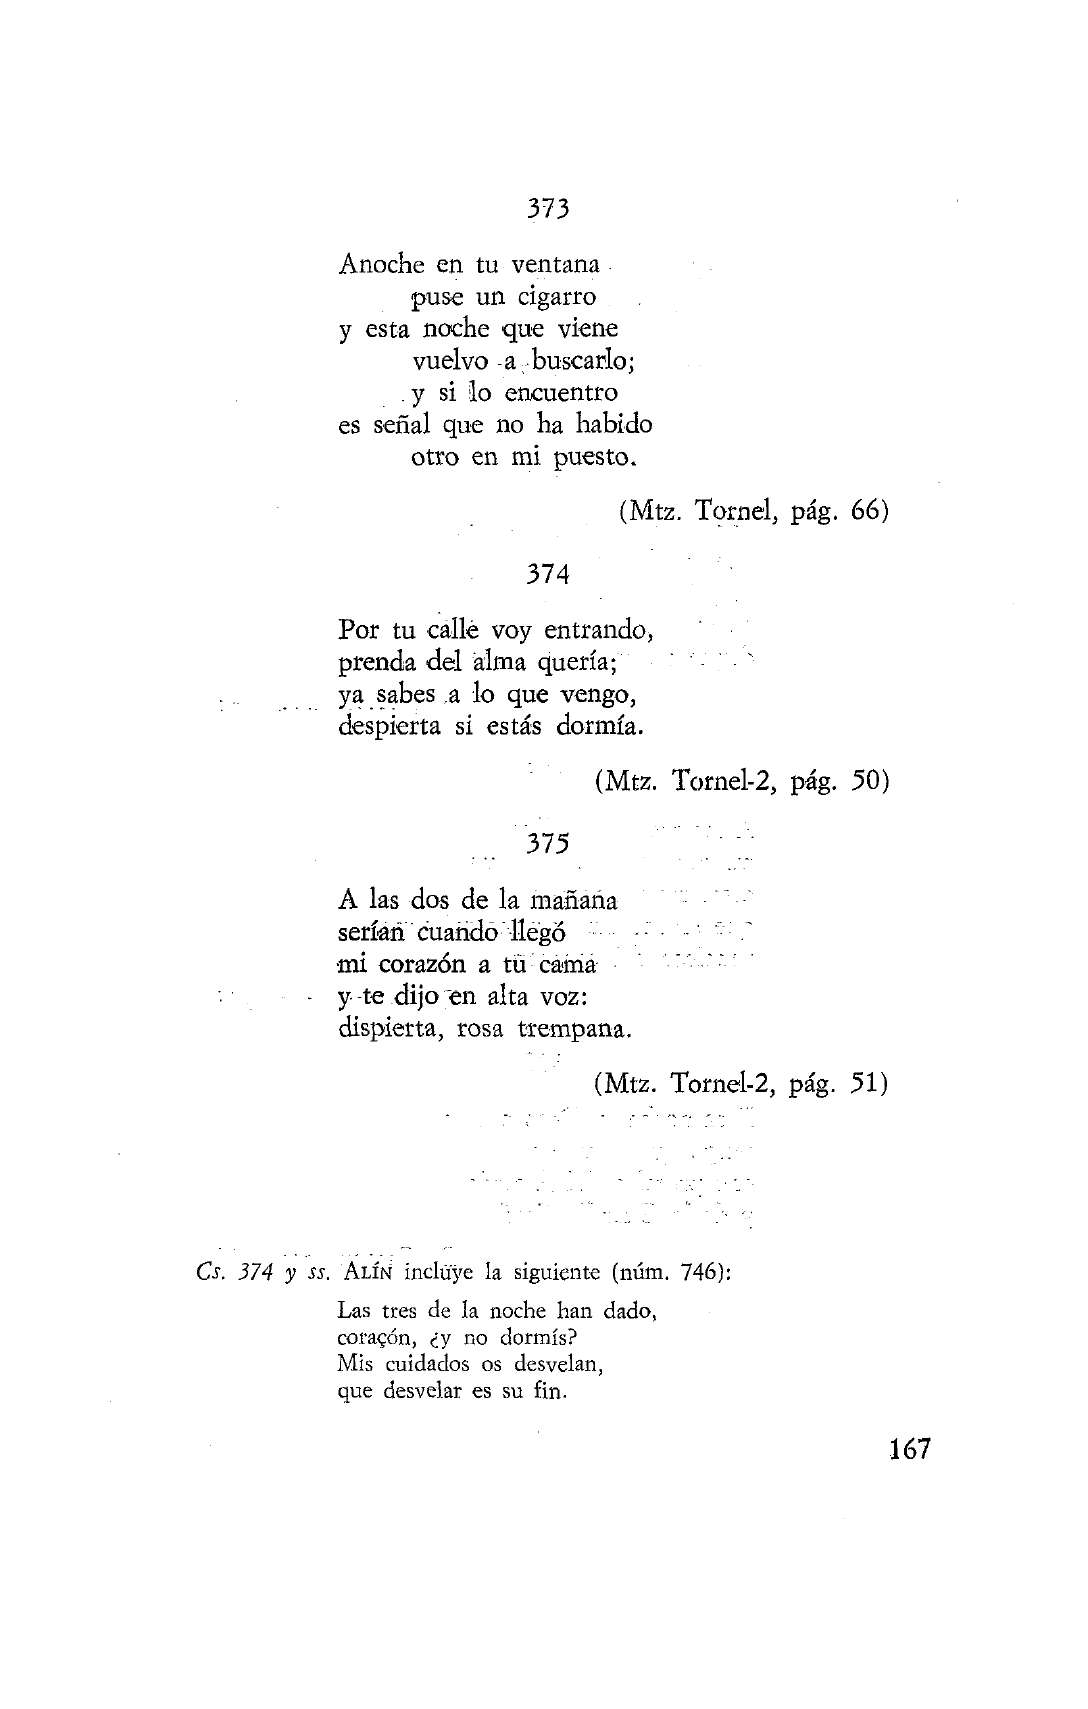 373
Anoche en tu ventana
puse un cigarro
y esta noche que viene
vuelvo a buscarlo;
y si lo encuentro
es señal que no ha habido
otro en mi puesto.
(Mtz. Tornel, pág. 66)
374
Por tu calle voy entrando,
prenda del alma quería;
ya sabes a lo que vengo,
despierta si estás dormía.
(Mtz. Tornel-2, pág. 50)
375
A las dos de la mañana
serían cuando llegó
mi corazón a tu cama
y te dijo en alta voz:
dispierta, rosa trempana.
(Mtz. Tornel-2, pág. 51)
Cs. 374 y ss. ALÍN incluye la siguiente (núm. 746):
Las tres de la noche han dado,
coraçón, ¿y no dormís?
Mis cuidados os desvelan,
que desvelar es su fin.
167